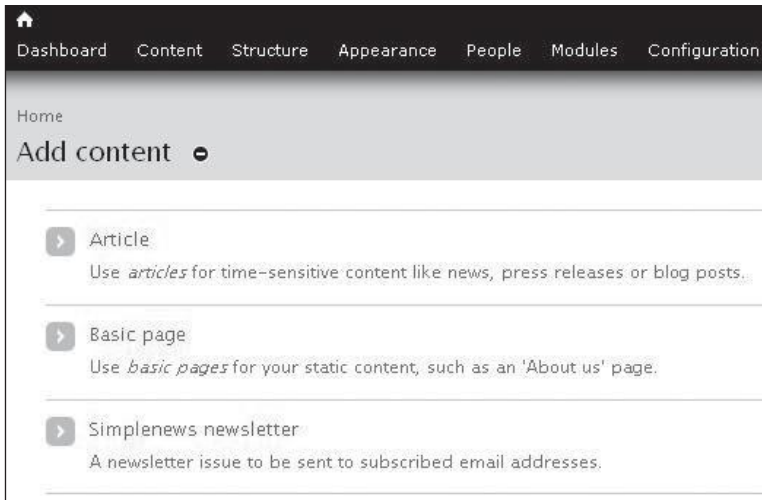 Dashboard Content Structure Appearance People Modules Configuration
Home
Add content
Article
Use articles for time-sensitive content like news, press releases or blog posts.
Basic page
Use basic pages for your static content, such as an 'About us' page.
Simplenews newsletter
A newsletter issue to be sent to subscribed email addresses.